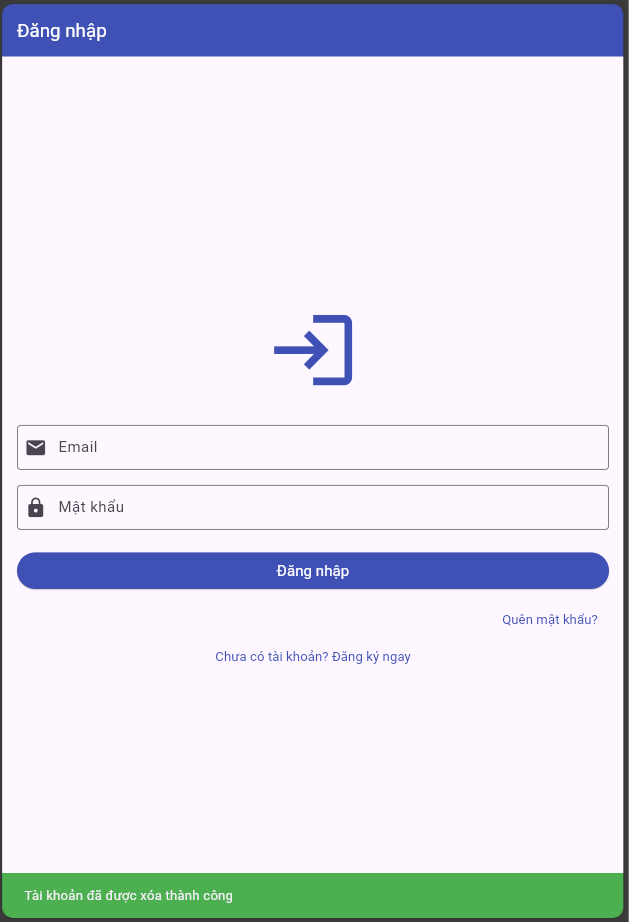 Đăng nhập
Email
Mật khẩu
Đăng nhập
Quên mật khẩu?
Chưa có tài khoản? Đăng ký ngay
Tài khoản đã được xóa thành công